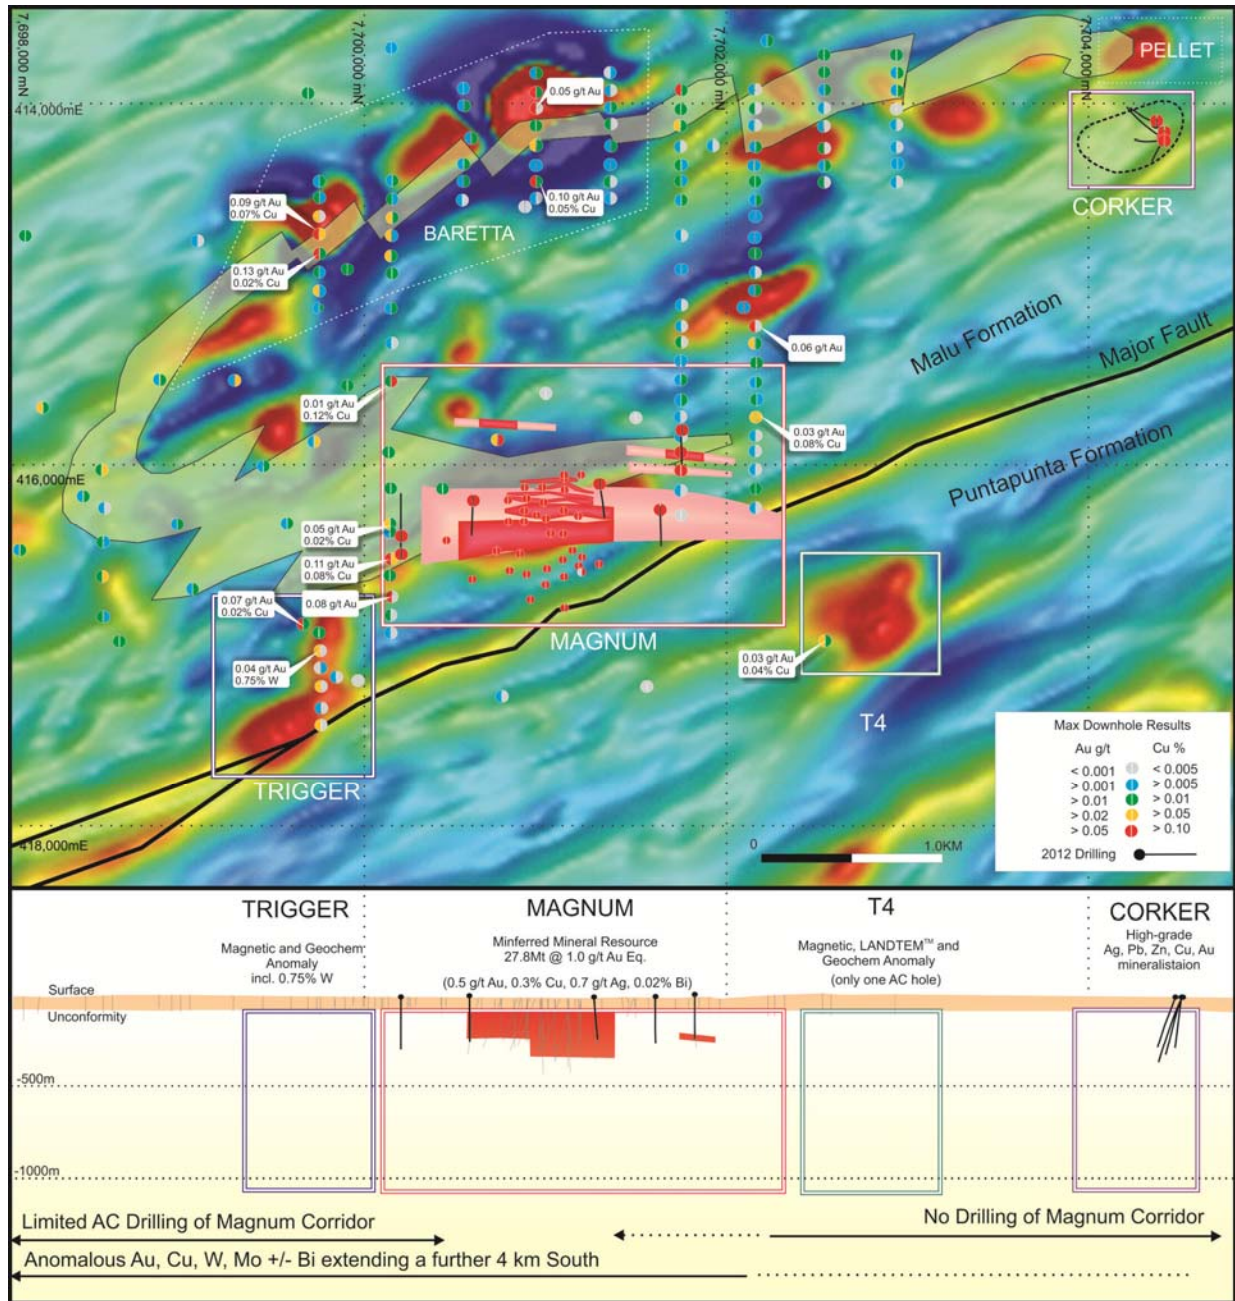 7,698,000 mN
7,700,000 mN
7,702,000 mN
7,704,000 mN
PELLET
414,000mE
0.05 g/t Au
CORKER
0.09 g/t Au
0.07% Cu
0.10 g/t Au
0.05% Cu
BARETTA
0.13 g/t Au
0.02% Cu
Malu Formation
Major Fault
0.06 g/t Au
0.01 g/t Au
0.12% Cu
0.03 g/t Au
0.08% Cu
Puntapunta Formation
416,000mE
0.05 g/t Au
0.02% Cu
0.11 g/t Au
0.08% Cu
0.07 g/t Au
0.02% Cu
0.08 g/t Au
MAGNUM
0.04 g/t Au
0.75% W
0.03 g/t Au
0.04% Cu
T4
TRIGGER
Max Downhole Results
Au g/t Cu %
< 0.001 < 0.005
> 0.001 > 0.005
> 0.01 > 0.01
> 0.02 > 0.05
> 0.05 > 0.10
2012 Drilling
418,000mE
0 1.0KM
TRIGGER
Magnetic and Geochem
Anomaly
incl. 0.75% W
MAGNUM
Minferred Mineral Resource
27.8Mt @ 1.0 g/t Au Eq.
(0.5 g/t Au, 0.3% Cu, 0.7 g/t Ag, 0.02% Bi)
T4
Magnetic, LANDTEM™ and
Geochem Anomaly
(only one AC hole)
CORKER
High-grade
Ag, Pb, Zn, Cu, Au
mineralistaion
Surface
Unconformity
-500m
-1000m
Limited AC Drilling of Magnum Corridor
No Drilling of Magnum Corridor
Anomalous Au, Cu, W, Mo +/- Bi extending a further 4 km South